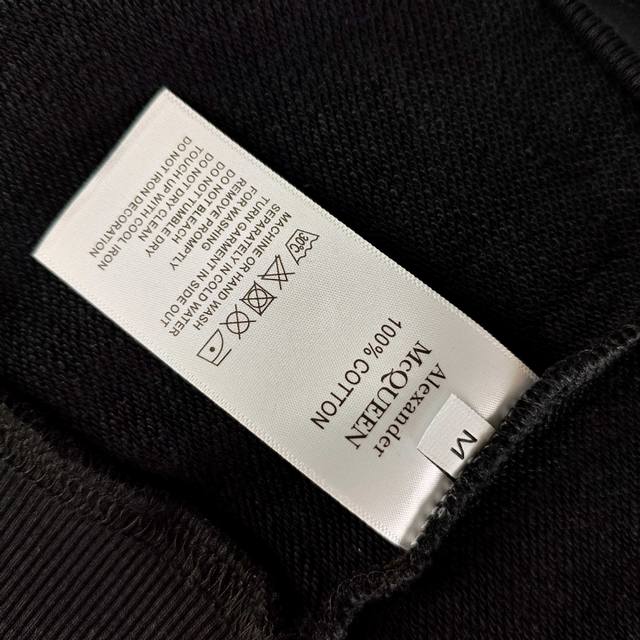 M
Alexander
McQUEEN
100% COTTON
30°
MACHINE OR HAND WASH
SEPARATELY IN COLD WATER
TURN GARMENT IN SIDE OUT
FOR WASHING
REMOVE PROMPTLY
DO NOT BLEACH
DO NOT TUMBLE DRY
DO NOT DRY CLEAN
TOUGH UP WITH COOL IRON
DO NOT IRON DECORATION